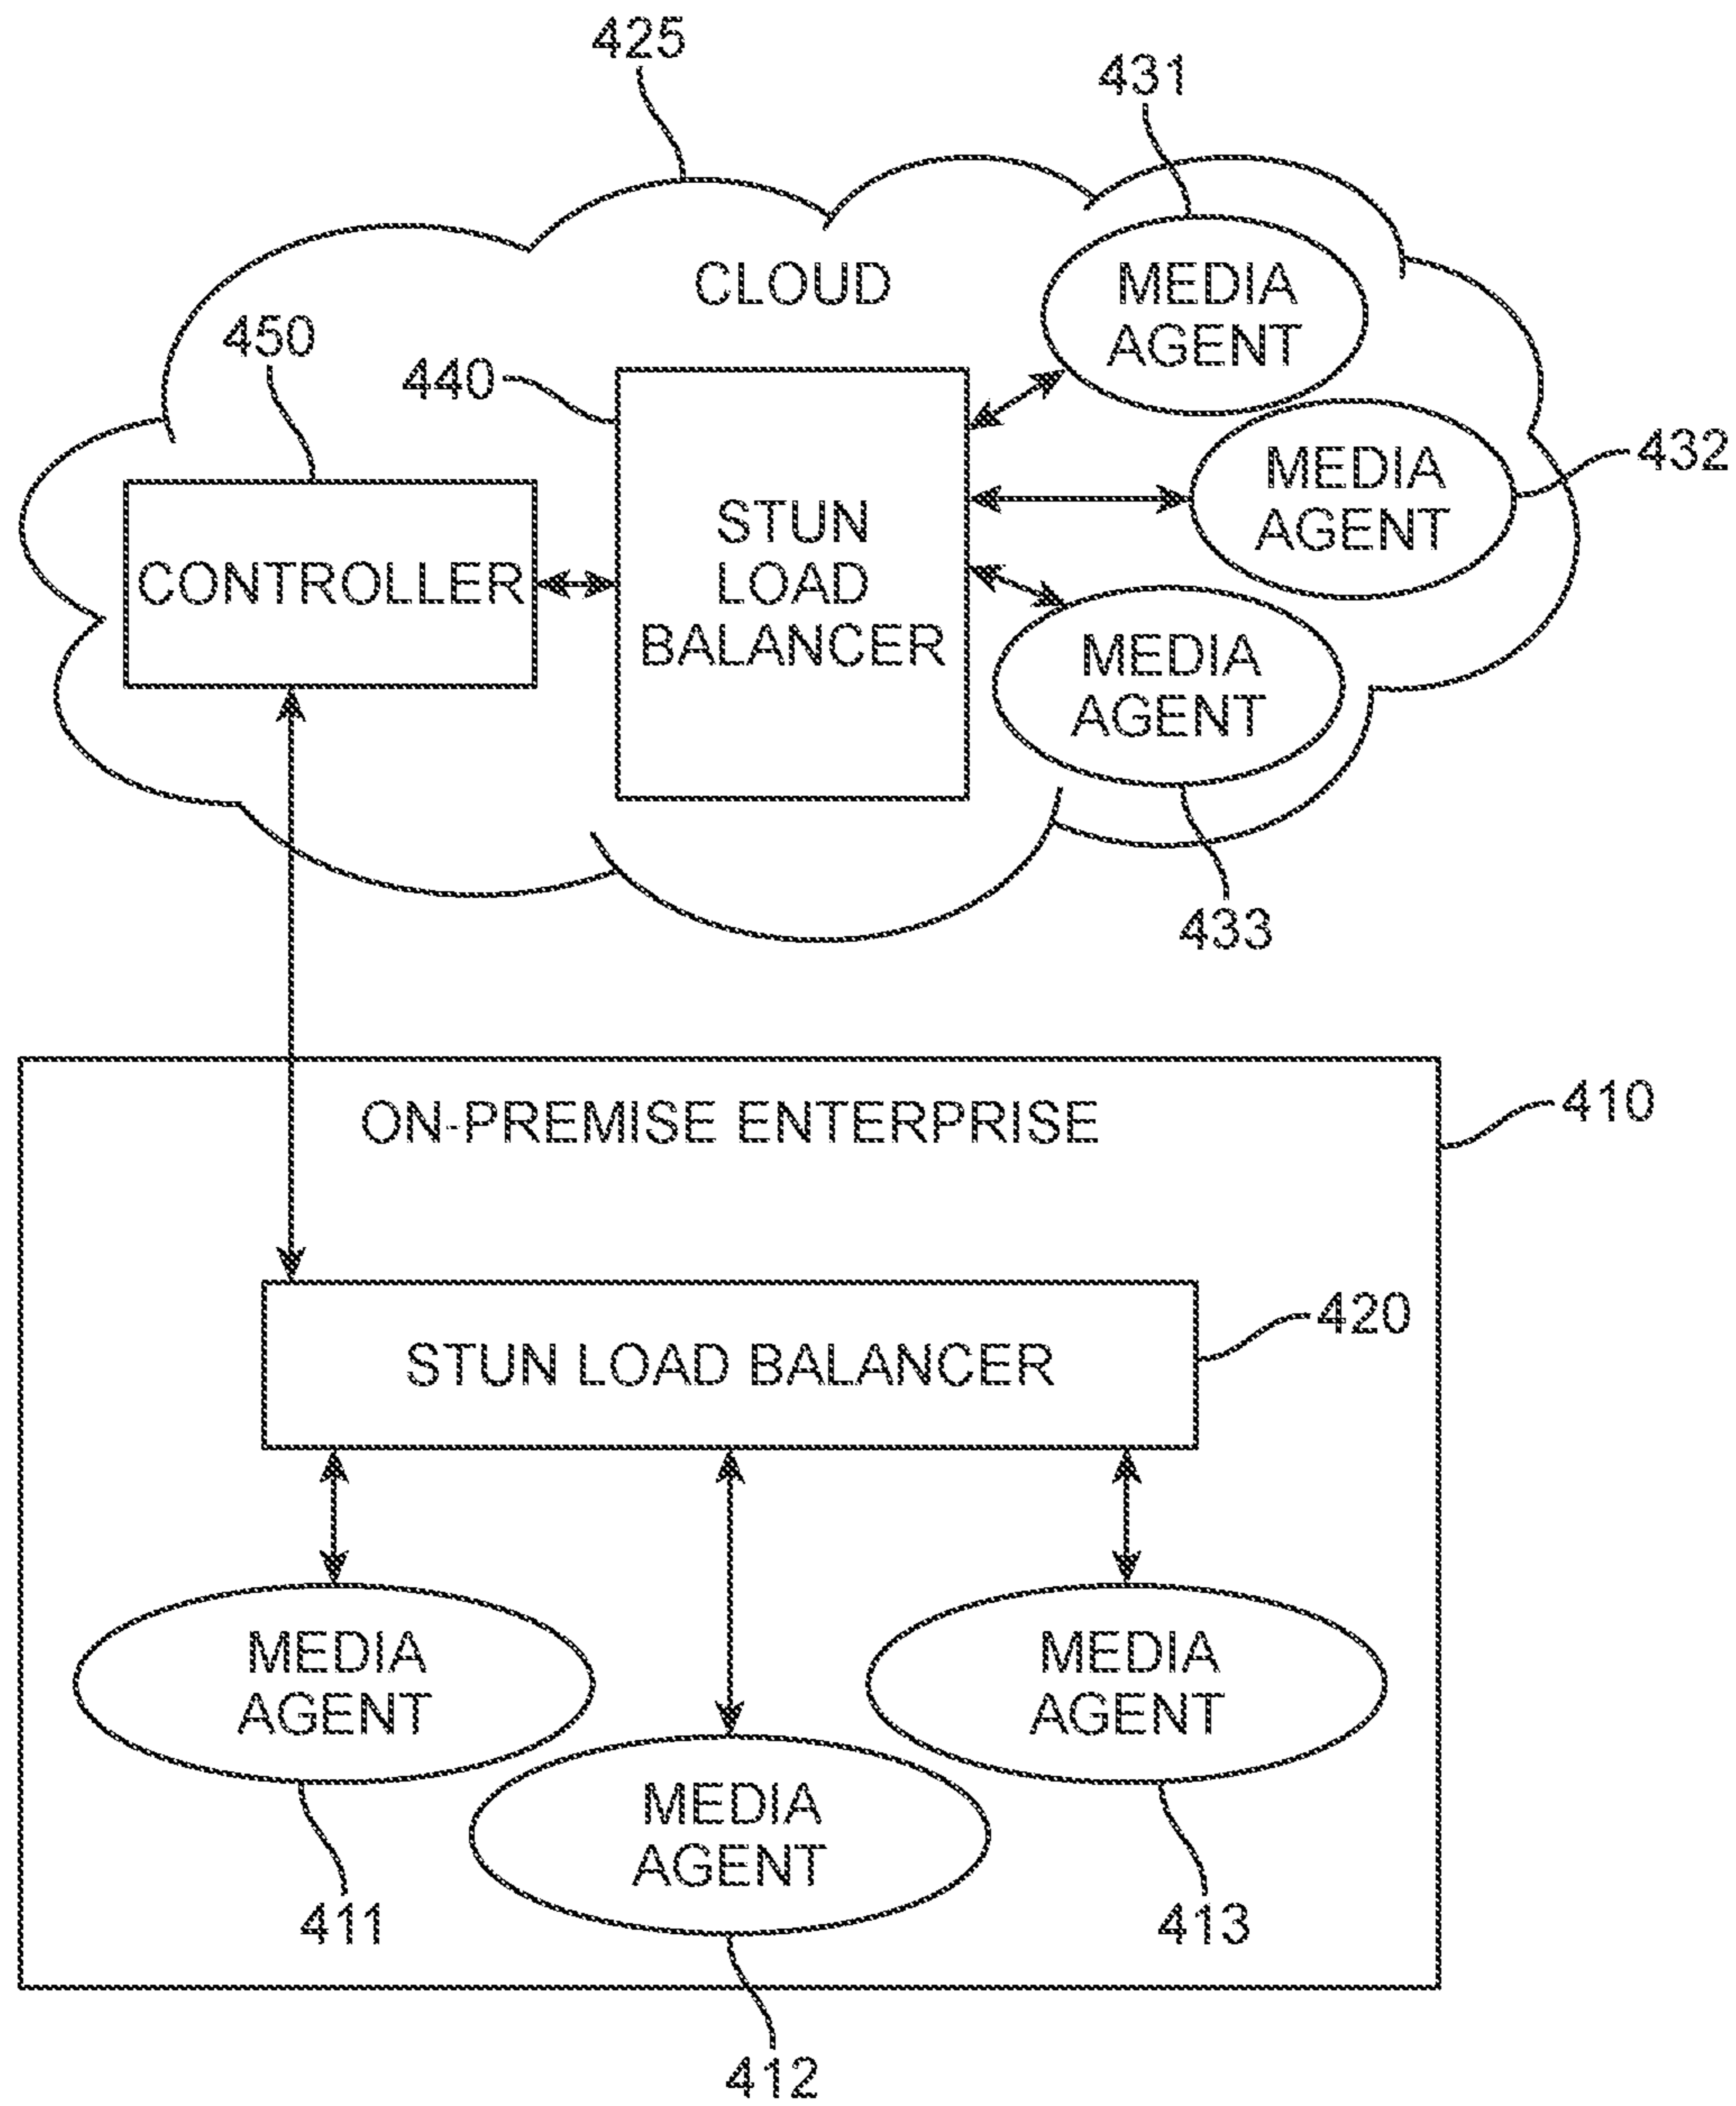 425
431
CLOUD
MEDIA
AGENT
450
440
432
MEDIA
AGENT
STUN
LOAD
BALANCER
CONTROLLER
MEDIA
AGENT
433
ON-PREMISE ENTERPRISE
410
420
STUN LOAD BALANCER
MEDIA
AGENT
MEDIA
AGENT
MEDIA
AGENT
411
413
412